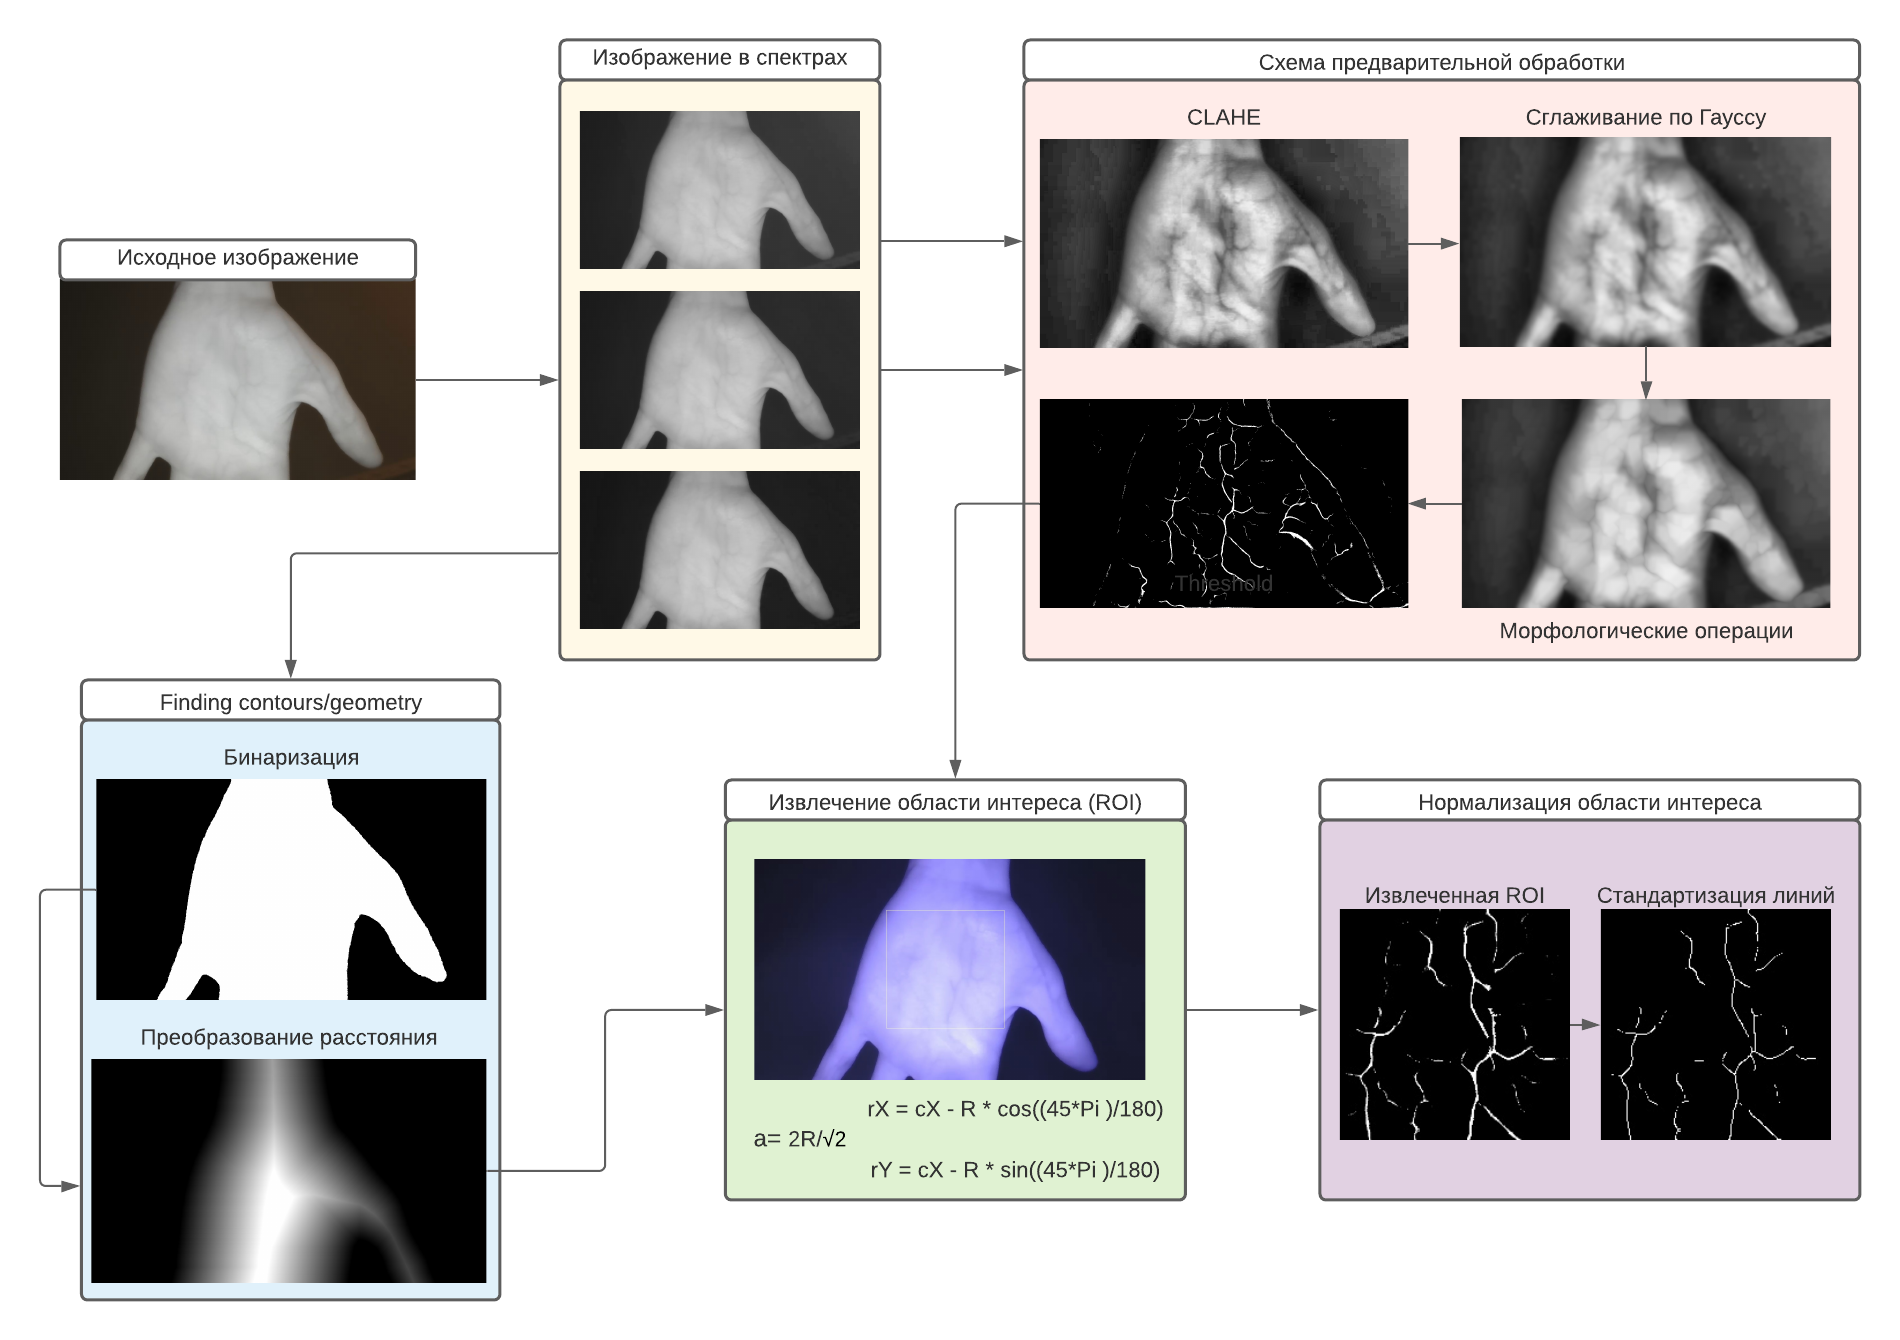 Изображение в спектрах
Схема предварительной обработки
CLAHE
Сглаживание по Гауссу
Исходное изображение
Threshold
Морфологические операции
Finding contours/geometry
Бинаризация
Преобразование расстояния
Извлечение области интереса (ROI)
rX = cX - R * cos((45*Pi )/180)
a= 2R/√2
rY = cX - R * sin((45*Pi )/180)
Нормализация области интереса
Извлеченная ROI
Стандартизация линий